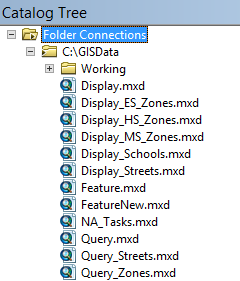 Catalog Tree
Folder Connections
C:\GISData
Working
Display.mxd
Display_ES_Zones.mxd
Display_HS_Zones.mxd
Display_MS_Zones.mxd
Display_Schools.mxd
Display_Streets.mxd
Feature.mxd
FeatureNew.mxd
NA_Tasks.mxd
Query.mxd
Query_Streets.mxd
Query_Zones.mxd